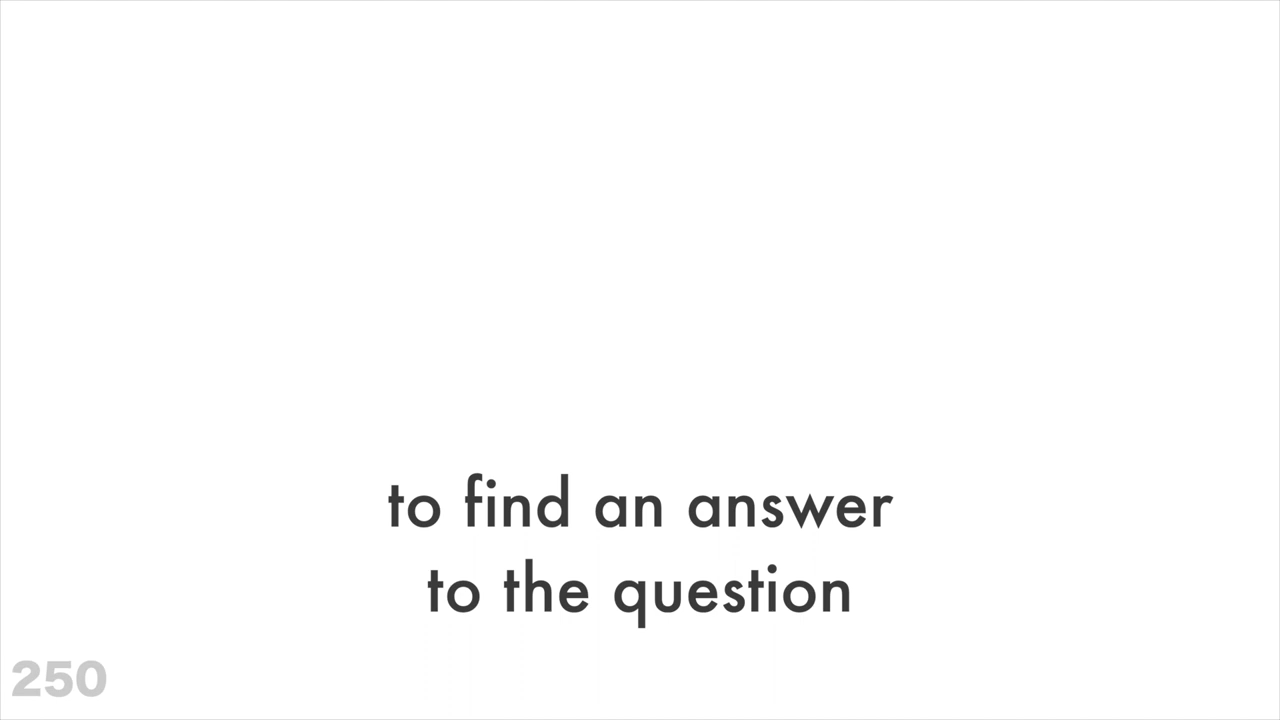 to find an answer
to the question
250